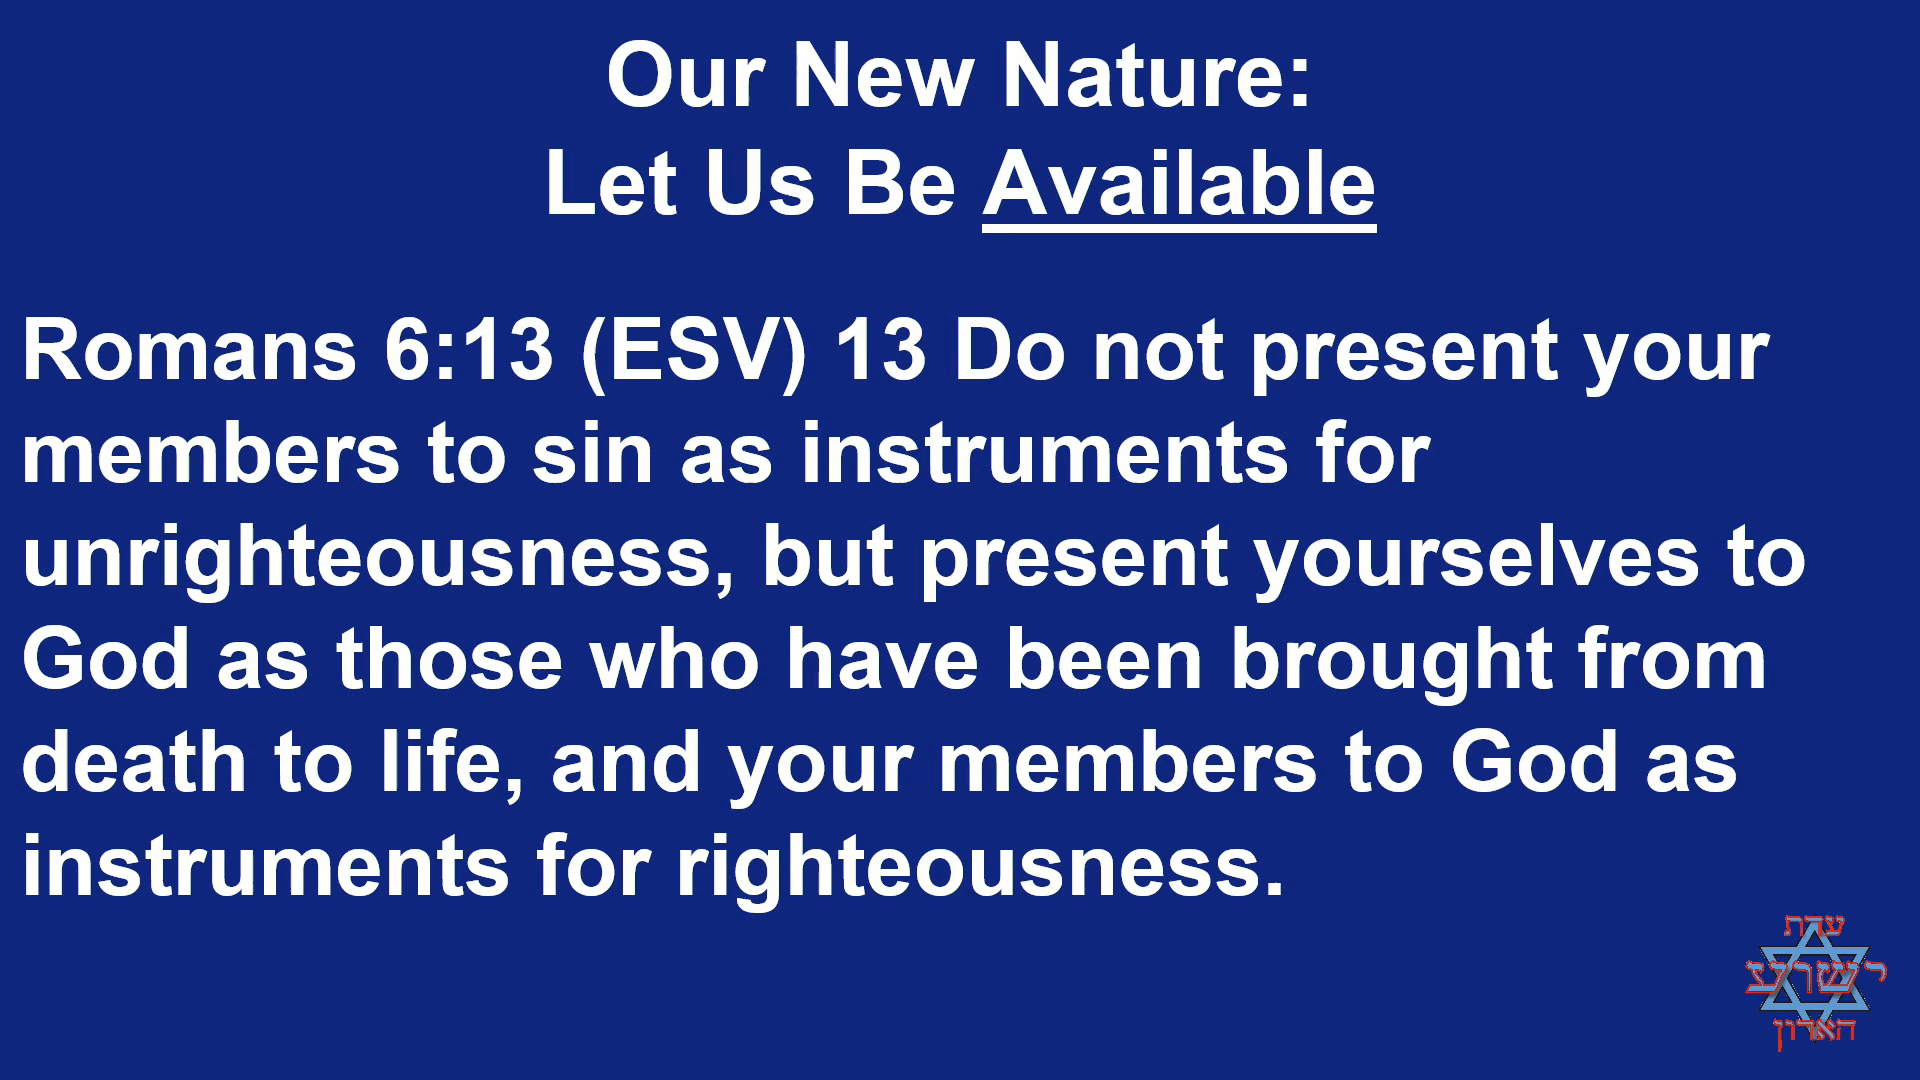 Our New Nature:
Let Us Be Available
Romans 6:13 (ESV) 13 Do not present your
members to sin as instruments for
unrighteousness, but present yourselves to
God as those who have been brought from
death to life, and your members to God as
instruments for righteousness.
עדת
ישוע
האדון